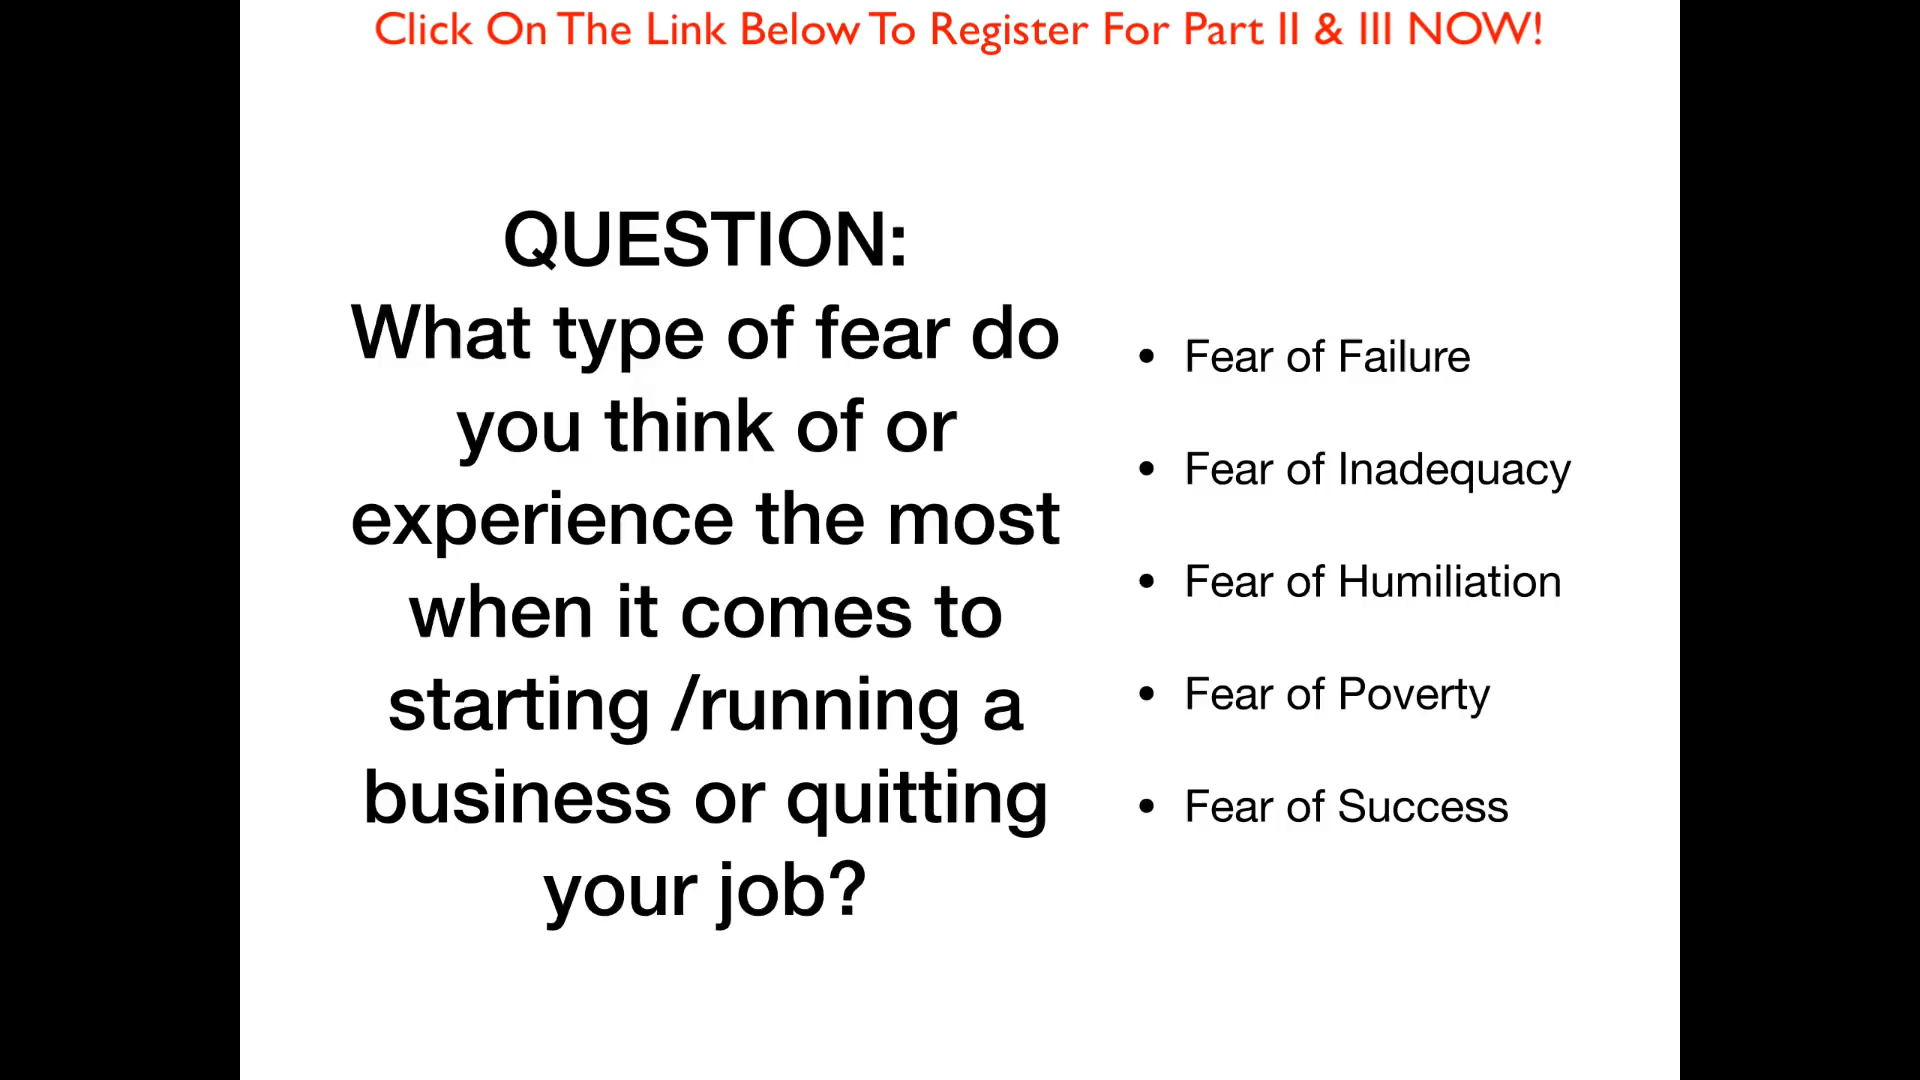 Click On The Link Below To Register For Part II & III NOW!
QUESTION:
What type of fear do
you think of or
experience the most
when it comes to
starting /running a
business or quitting
your job?
• Fear of Failure
• Fear of Inadequacy
• Fear of Humiliation
• Fear of Poverty
• Fear of Success